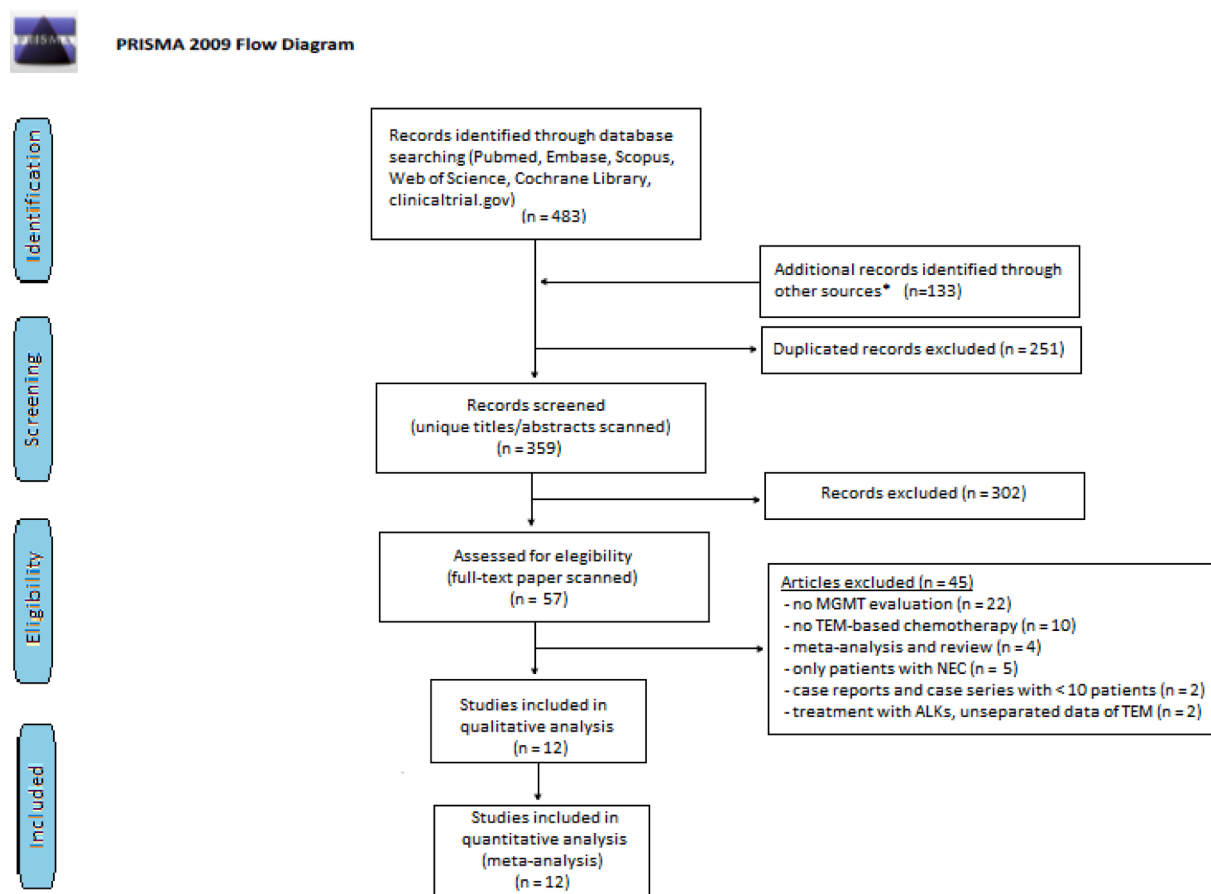 PRISMA
PRISMA 2009 Flow Diagram
Identification
Records identified through database
searching (Pubmed, Embase, Scopus,
Web of Science, Cochrane Library,
clinicaltrial.gov)
(n = 483)
Additional records identified through
other sources* (n=133)
Duplicated records excluded (n = 251)
Screening
Records screened
(unique titles/abstracts scanned)
(n = 359)
Records excluded (n = 302)
Eligibility
Assessed for elegibility
(full-text paper scanned)
(n = 57)
Articles excluded (n = 45)
- no MGMT evaluation (n = 22)
- no TEM-based chemotherapy (n = 10)
- meta-analysis and review (n = 4)
- only patients with NEC (n = 5)
- case reports and case series with < 10 patients (n = 2)
- treatment with ALKs, unseparated data of TEM (n = 2)
Included
Studies included in
qualitative analysis
(n = 12)
Studies included in
quantitative analysis
(meta-analysis)
(n = 12)